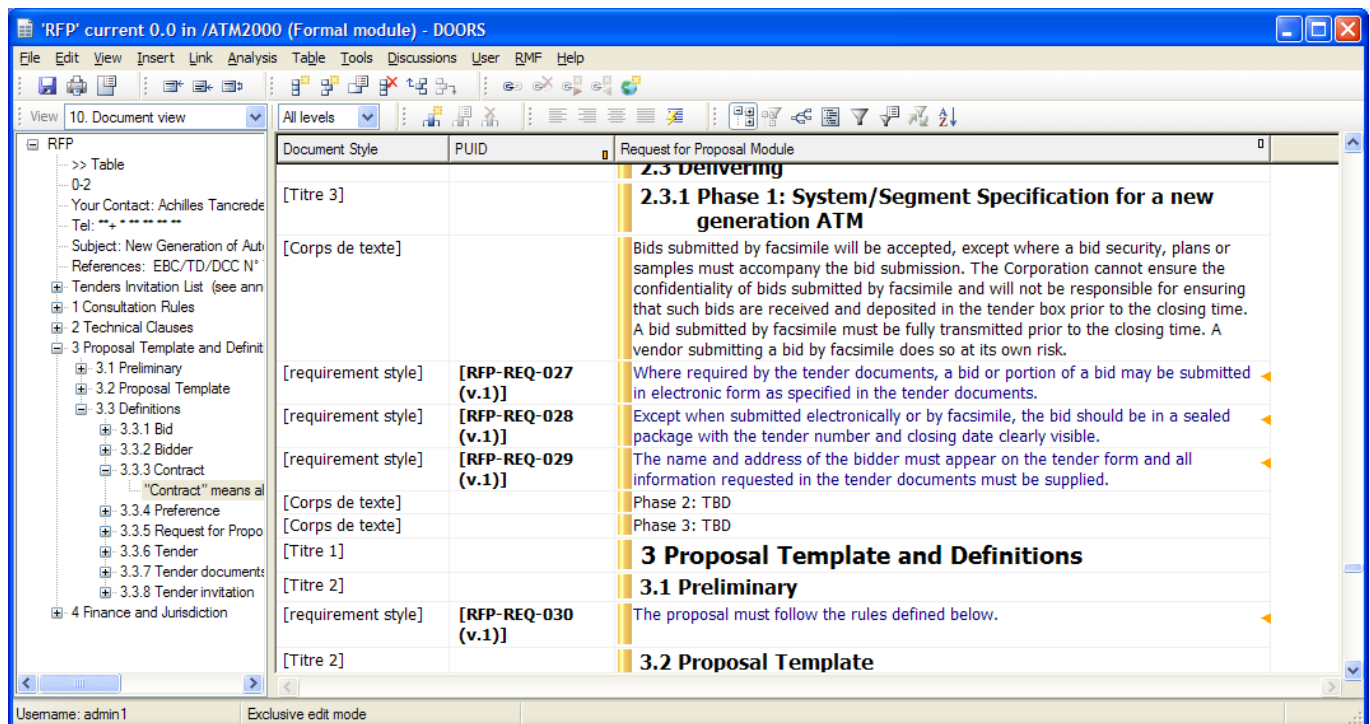 'RFP' current 0.0 in /ATM2000 (Formal module) - DOORS
File Edit View Insert Link Analysis Table Tools Discussions User RMF Help
View 10. Document view All levels
RFP
>> Table
0-2
Your Contact: Achilles Tancrede
Tel: **+ * ** ** ** **
Subject: New Generation of Aut
References: EBC/TD/DCC N°
Tenders Invitation List (see ann
1 Consultation Rules
2 Technical Clauses
3 Proposal Template and Definit
3.1 Preliminary
3.2 Proposal Template
3.3 Definitions
3.3.1 Bid
3.3.2 Bidder
3.3.3 Contract
"Contract" means al
3.3.4 Preference
3.3.5 Request for Propo
3.3.6 Tender
3.3.7 Tender documents
3.3.8 Tender invitation
4 Finance and Jurisdiction
Document Style PUID Request for Proposal Module
2.3 Delivering
[Titre 3] 2.3.1 Phase 1: System/Segment Specification for a new
generation ATM
[Corps de texte] Bids submitted by facsimile will be accepted, except where a bid security, plans or
samples must accompany the bid submission. The Corporation cannot ensure the
confidentiality of bids submitted by facsimile and will not be responsible for ensuring
that such bids are received and deposited in the tender box prior to the closing time.
A bid submitted by facsimile must be fully transmitted prior to the closing time. A
vendor submitting a bid by facsimile does so at its own risk.
[requirement style] [RFP-REQ-027 Where required by the tender documents, a bid or portion of a bid may be submitted
(v.1)] in electronic form as specified in the tender documents.
[requirement style] [RFP-REQ-028 Except when submitted electronically or by facsimile, the bid should be in a sealed
(v.1)] package with the tender number and closing date clearly visible.
[requirement style] [RFP-REQ-029 The name and address of the bidder must appear on the tender form and all
(v.1)] information requested in the tender documents must be supplied.
[Corps de texte] Phase 2: TBD
[Corps de texte] Phase 3: TBD
[Titre 1] 3 Proposal Template and Definitions
[Titre 2] 3.1 Preliminary
[requirement style] [RFP-REQ-030 The proposal must follow the rules defined below.
(v.1)]
[Titre 2] 3.2 Proposal Template
Username: admin1 Exclusive edit mode